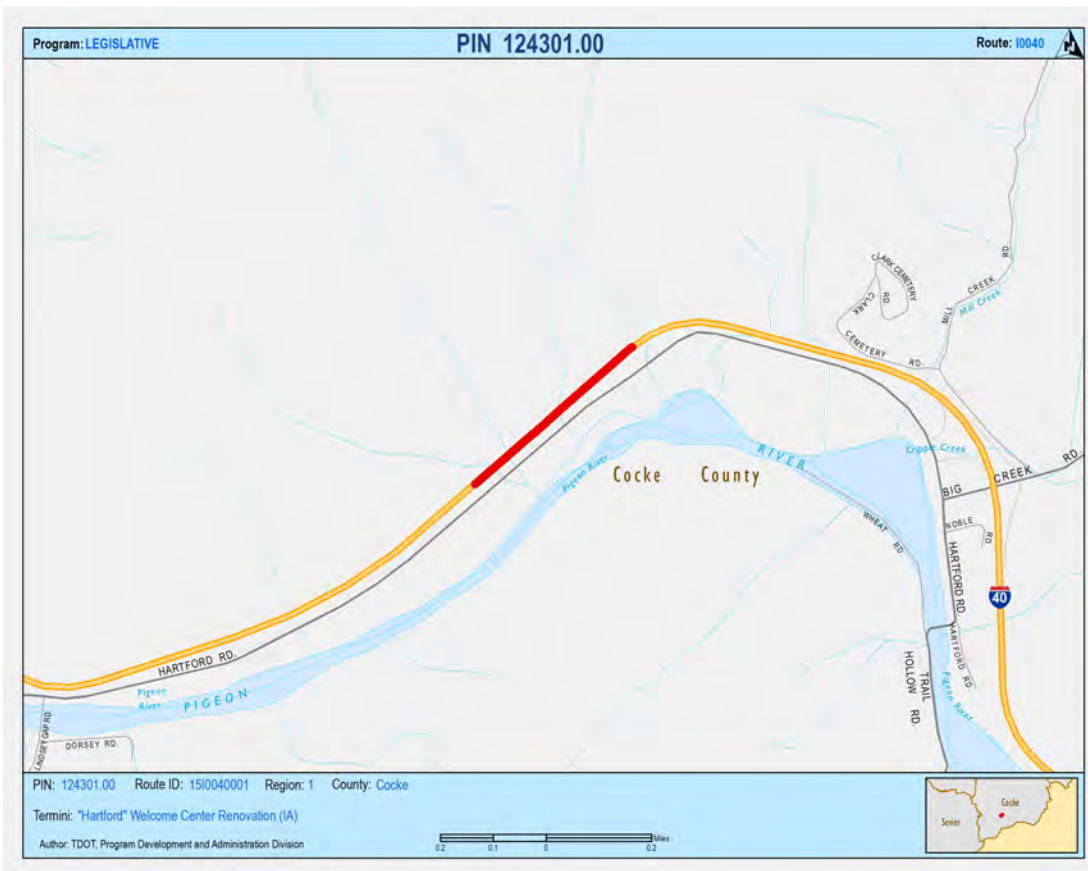 Program: LEGISLATIVE
PIN 124301.00
Route: I0040
N
CLARK CEMETERY
RD
CLARK
CEMETERY
RD.
MILL
CREEK
RD.
Mill Creek
Cripple Creek
BIG
CREEK
RD.
NOBLE
RD
HARTFORD RD.
40
HARTFORD RD.
TRAIL
HOLLOW RD.
Pigeon River
WHEAT
RD.
RIVER
Pigeon River
Cocke County
HARTFORD RD.
Pigeon
River
PIGEON
LINDSEY GAP RD
DORSEY RD.
PIN: 124301.00 Route ID: 15I0040001 Region: 1 County: Cocke
Termini: "Hartford" Welcome Center Renovation (IA)
Author: TDOT, Program Development and Administration Division
0.2 0.1 0 0.2
Miles
Cocke
Sevier